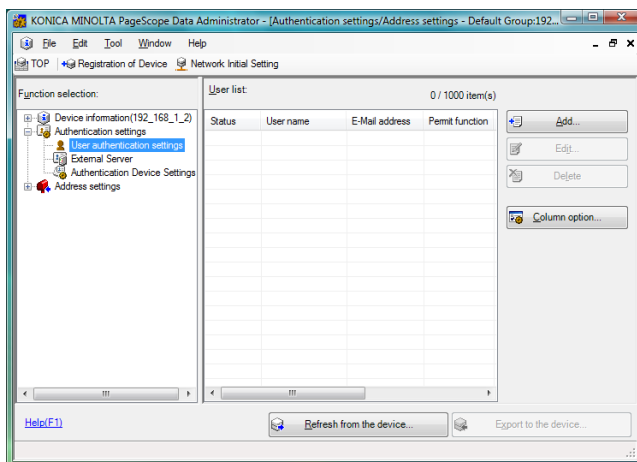 KONICA MINOLTA PageScope Data Administrator - [Authentication settings/Address settings - Default Group:192...
File Edit Tool Window Help
TOP Registration of Device Network Initial Setting
Function selection:
Device information(192_168_1_2)
Authentication settings
User authentication settings
External Server
Authentication Device Settings
Address settings
User list:
0 / 1000 item(s)
Status User name E-Mail address Permit function
Add...
Edit...
Delete
Column option...
Help(F1)
Refresh from the device...
Export to the device...